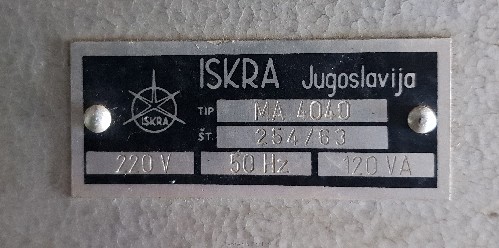 ISKRA Jugoslavija
ISKRA
TIP MA 4040
ŠT. 254/63
220 V 50 Hz 120 VA